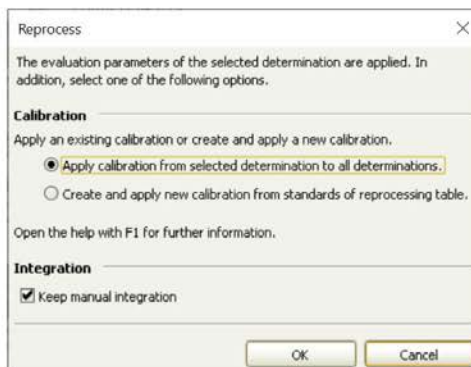 Reprocess
The evaluation parameters of the selected determination are applied. In
addition, select one of the following options.
Calibration
Apply an existing calibration or create and apply a new calibration.
Apply calibration from selected determination to all determinations.
Create and apply new calibration from standards of reprocessing table.
Open the help with F1 for further information.
Integration
Keep manual integration
OK Cancel